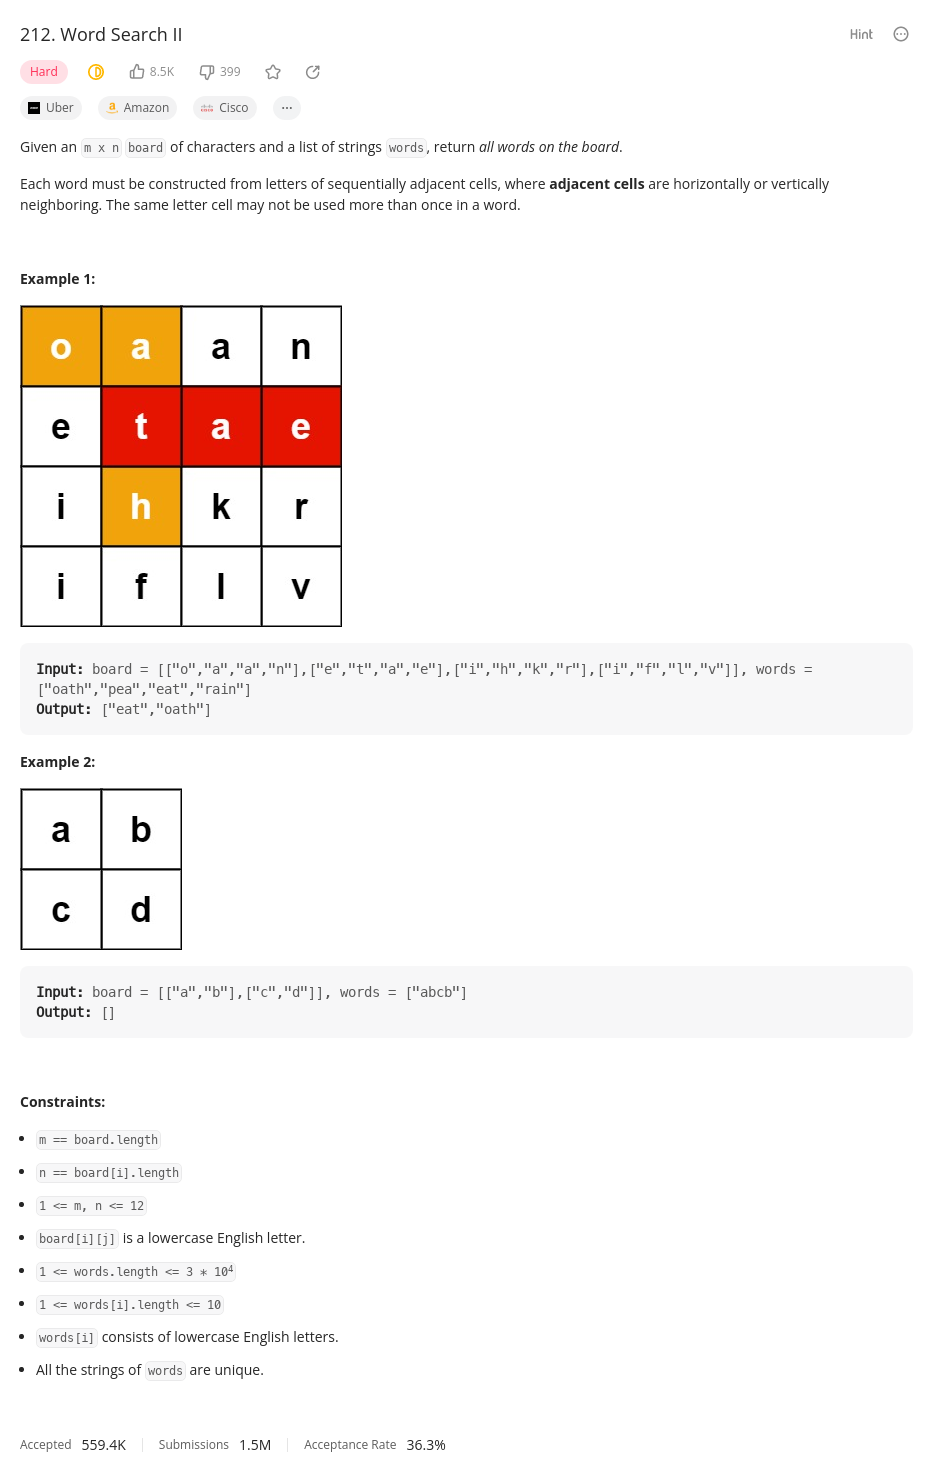 212. Word Search II
Hint
Hard
8.5K
399
Uber
a Amazon
CISCO Cisco
Given an m x n board of characters and a list of strings words, return all words on the board.
Each word must be constructed from letters of sequentially adjacent cells, where adjacent cells are horizontally or vertically
neighboring. The same letter cell may not be used more than once in a word.
Example 1:
o a a n
e t a e
i h k r
i f l v
Input: board = [["o","a","a","n"],["e","t","a","e"],["i","h","k","r"],["i","f","l","v"]], words =
["oath","pea","eat","rain"]
Output: ["eat","oath"]
Example 2:
a b
c d
Input: board = [["a","b"],["c","d"]], words = ["abcb"]
Output: []
Constraints:
m == board.length
n == board[i].length
1 <= m, n <= 12
board[i][j] is a lowercase English letter.
1 <= words.length <= 3 * 10⁴
1 <= words[i].length <= 10
words[i] consists of lowercase English letters.
All the strings of words are unique.
Accepted 559.4K Submissions 1.5M Acceptance Rate 36.3%